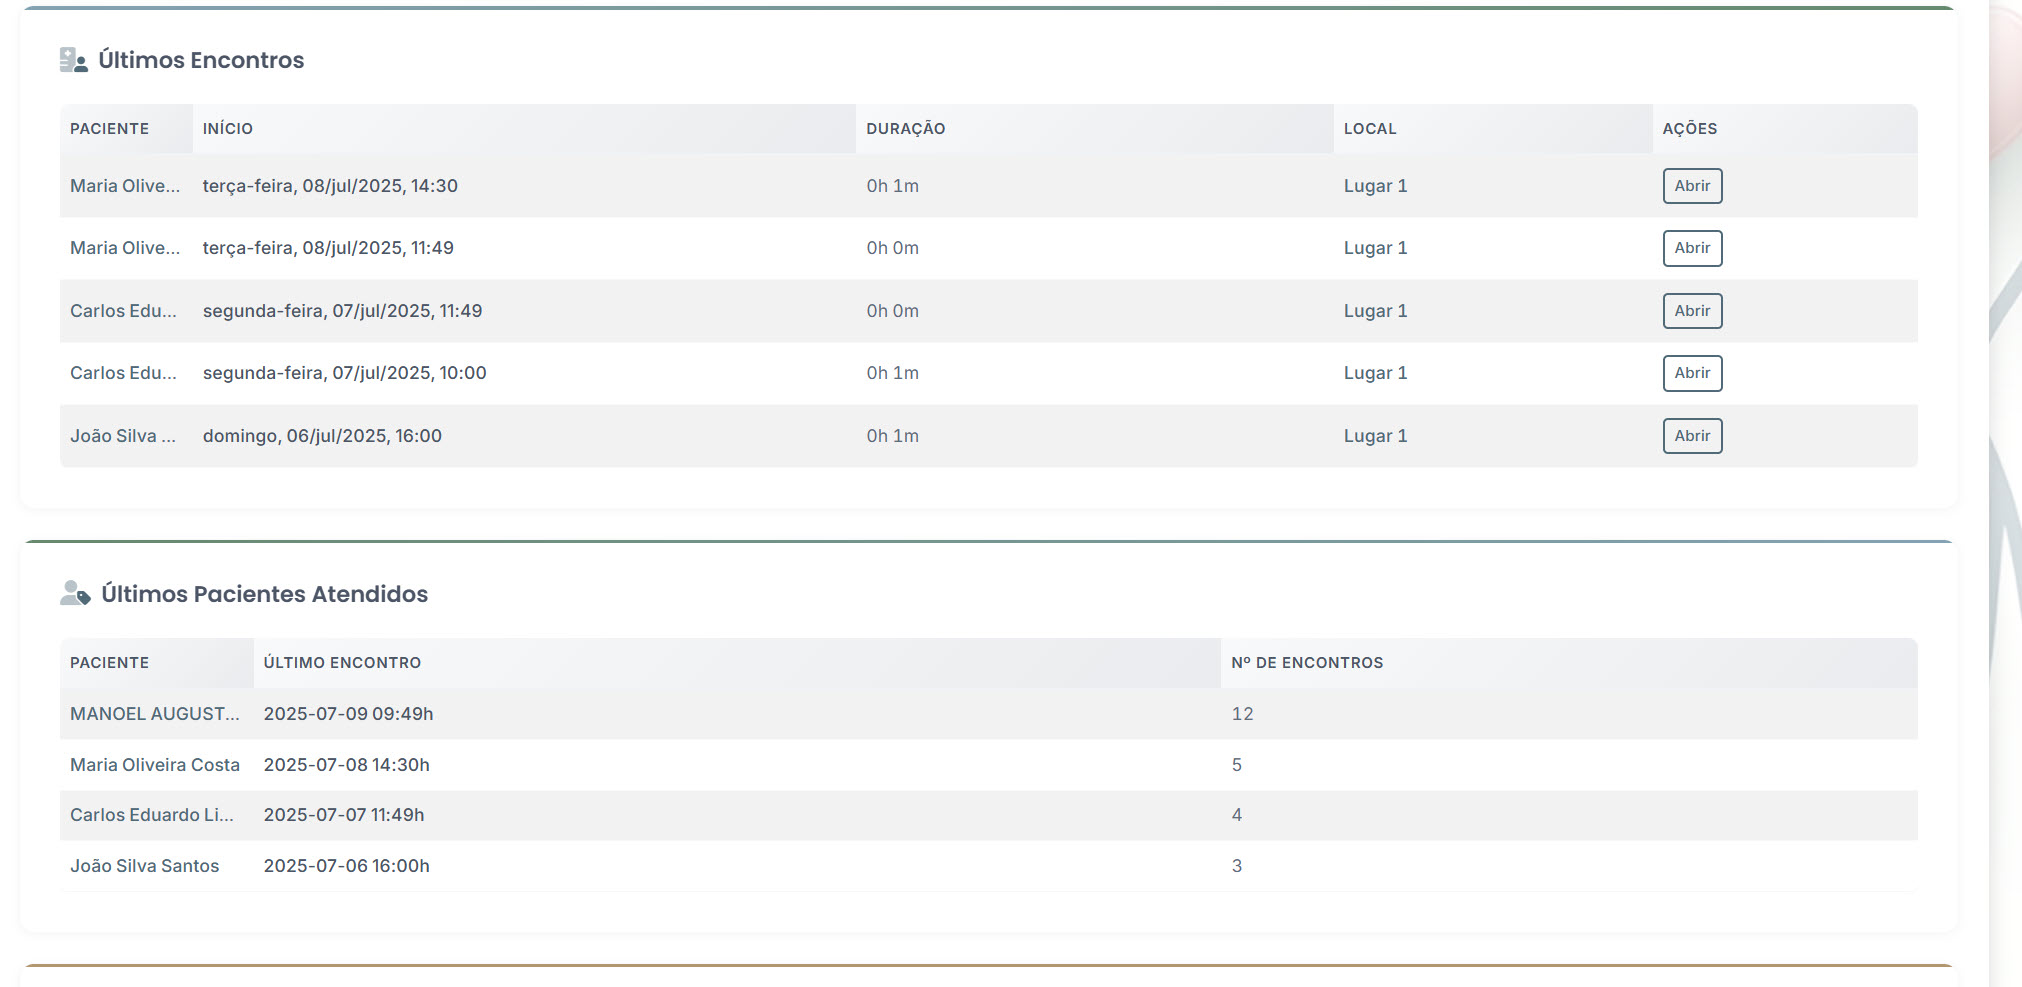 Últimos Encontros
PACIENTE INÍCIO DURAÇÃO LOCAL AÇÕES
Maria Olive... terça-feira, 08/jul/2025, 14:30 0h 1m Lugar 1 Abrir
Maria Olive... terça-feira, 08/jul/2025, 11:49 0h 0m Lugar 1 Abrir
Carlos Edu... segunda-feira, 07/jul/2025, 11:49 0h 0m Lugar 1 Abrir
Carlos Edu... segunda-feira, 07/jul/2025, 10:00 0h 1m Lugar 1 Abrir
João Silva ... domingo, 06/jul/2025, 16:00 0h 1m Lugar 1 Abrir
Últimos Pacientes Atendidos
PACIENTE ÚLTIMO ENCONTRO Nº DE ENCONTROS
MANOEL AUGUST... 2025-07-09 09:49h 12
Maria Oliveira Costa 2025-07-08 14:30h 5
Carlos Eduardo Li... 2025-07-07 11:49h 4
João Silva Santos 2025-07-06 16:00h 3